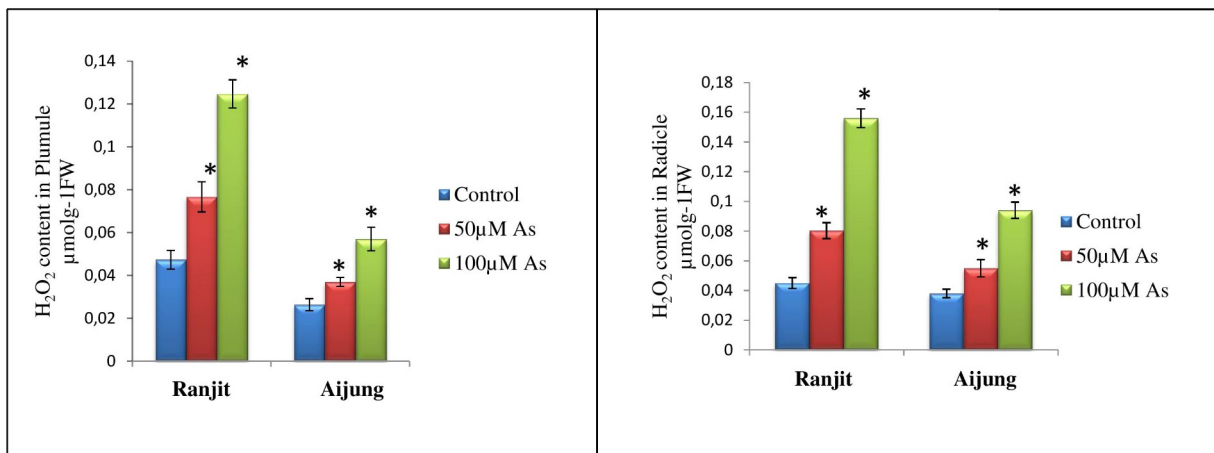 H₂O₂ content in Plumule
µmolg-1FW
0,14
0,12
0,1
0,08
0,06
0,04
0,02
0
*
*
*
*
Ranjit
Aijung
Control
50µM As
100µM As
H₂O₂ content in Radicle
µmolg-1FW
0,18
0,16
0,14
0,12
0,1
0,08
0,06
0,04
0,02
0
*
*
*
*
Ranjit
Aijung
Control
50µM As
100µM As